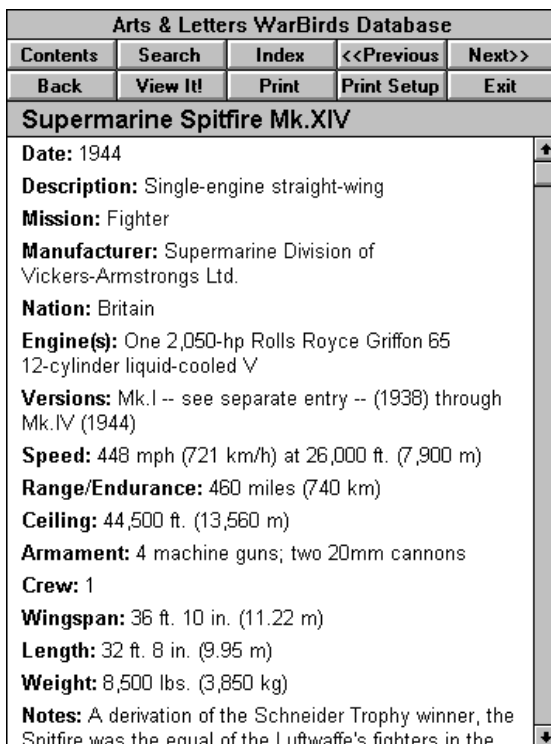 Arts & Letters WarBirds Database
Contents Search Index <<Previous Next>>
Back View It! Print Print Setup Exit
Supermarine Spitfire Mk.XIV
Date: 1944
Description: Single-engine straight-wing
Mission: Fighter
Manufacturer: Supermarine Division of
Vickers-Armstrongs Ltd.
Nation: Britain
Engine(s): One 2,050-hp Rolls Royce Griffon 65
12-cylinder liquid-cooled V
Versions: Mk.I -- see separate entry -- (1938) through
Mk.IV (1944)
Speed: 448 mph (721 km/h) at 26,000 ft. (7,900 m)
Range/Endurance: 460 miles (740 km)
Ceiling: 44,500 ft. (13,560 m)
Armament: 4 machine guns; two 20mm cannons
Crew: 1
Wingspan: 36 ft. 10 in. (11.22 m)
Length: 32 ft. 8 in. (9.95 m)
Weight: 8,500 lbs. (3,850 kg)
Notes: A derivation of the Schneider Trophy winner, the
Spitfire was the equal of the Luftwaffe's fighters in the